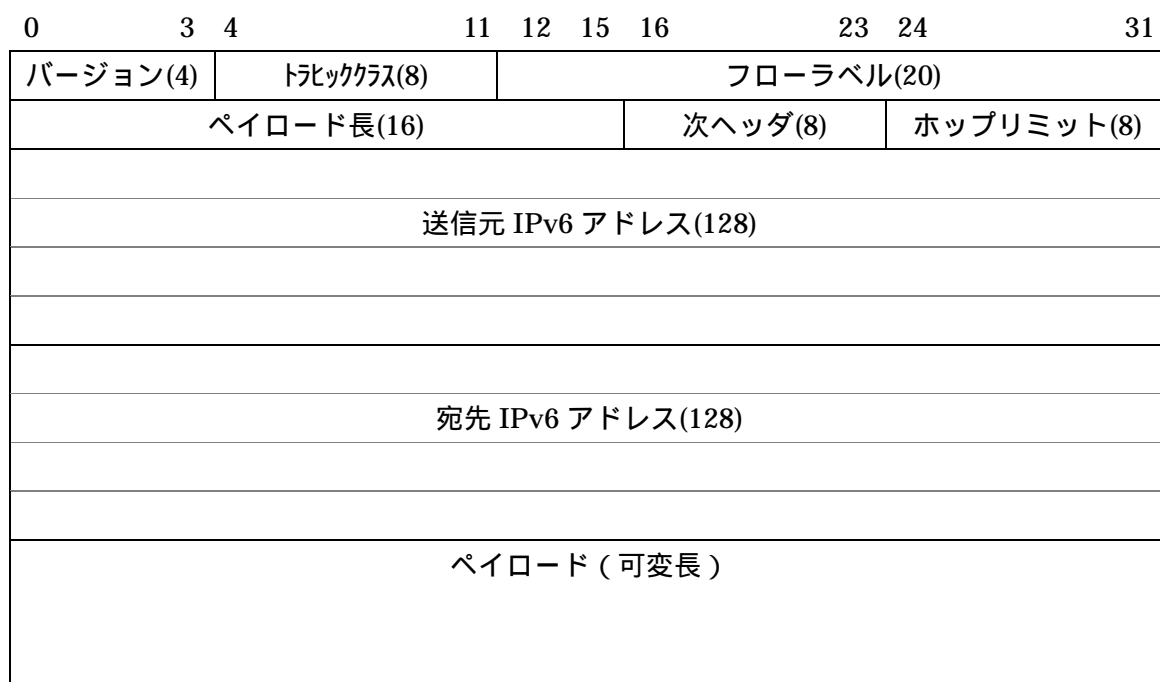 0 3 4 11 12 15 16 23 24 31
バージョン(4) ﾄﾗﾋｯｸｸﾗｽ(8) フローラベル(20)
ペイロード長(16) 次ヘッダ(8) ホップリミット(8)
送信元 IPv6 アドレス(128)
宛先 IPv6 アドレス(128)
ペイロード ( 可変長 )